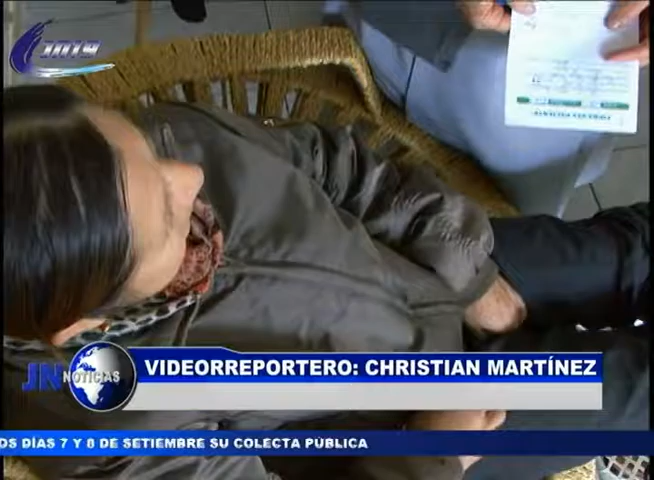 1019
VIDEORREPORTERO: CHRISTIAN MARTÍNEZ
JN NOTICIAS
OS DÍAS 7 Y 8 DE SETIEMBRE SU COLECTA PÚBLICA